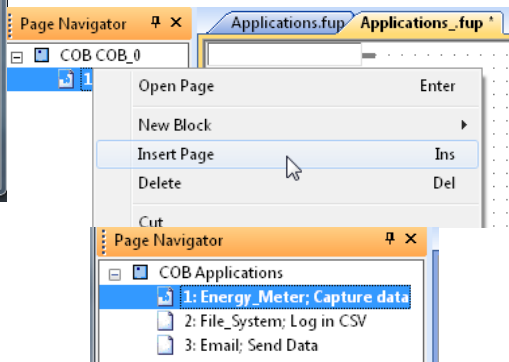 Page Navigator
Applications.fup
Applications_.fup *
COB COB_0
1
Open Page Enter
New Block
Insert Page Ins
Delete Del
Cut
Page Navigator
COB Applications
1: Energy_Meter; Capture data
2: File_System; Log in CSV
3: Email; Send Data